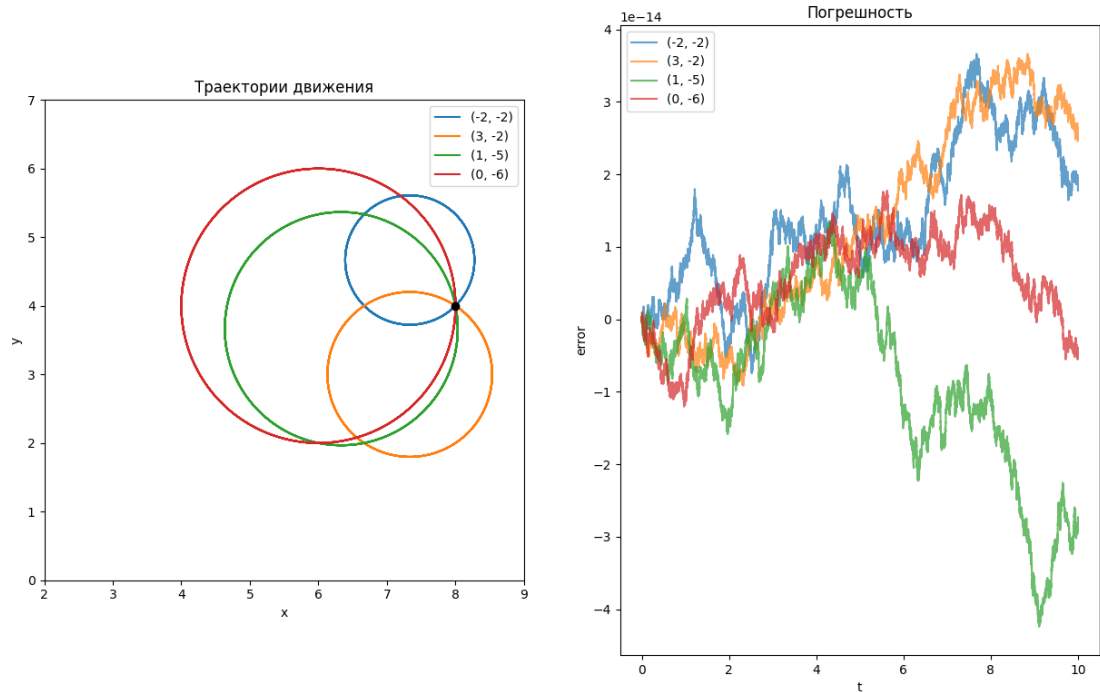 Траектории движения
7
6
5
4
3
2
1
0
y
2 3 4 5 6 7 8 9
x
(-2, -2)
(3, -2)
(1, -5)
(0, -6)
Погрешность
1e−14
4
3
2
1
0
−1
−2
−3
−4
error
0 2 4 6 8 10
t
(-2, -2)
(3, -2)
(1, -5)
(0, -6)